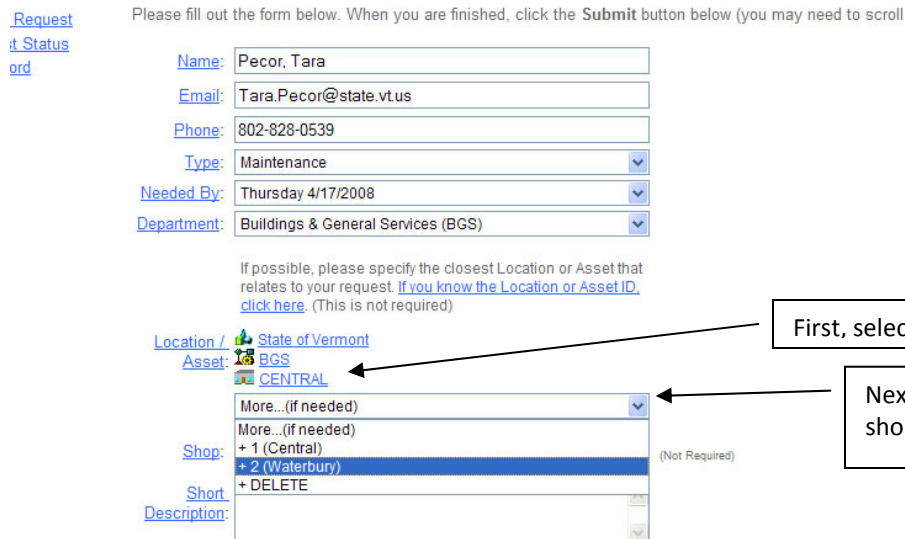 Request
Please fill out the form below. When you are finished, click the Submit button below (you may need to scroll
st Status
ord
Name: Pecor, Tara
Email: Tara.Pecor@state.vt.us
Phone: 802-828-0539
Type: Maintenance
Needed By: Thursday 4/17/2008
Department: Buildings & General Services (BGS)
If possible, please specify the closest Location or Asset that
relates to your request. If you know the Location or Asset ID,
click here. (This is not required)
First, selec
Location / State of Vermont
Asset: BGS
CENTRAL
Nex
sho
More...(if needed)
More...(if needed)
Shop: + 1 (Central) (Not Required)
+ 2 (Waterbury)
+ DELETE
Short
Description: